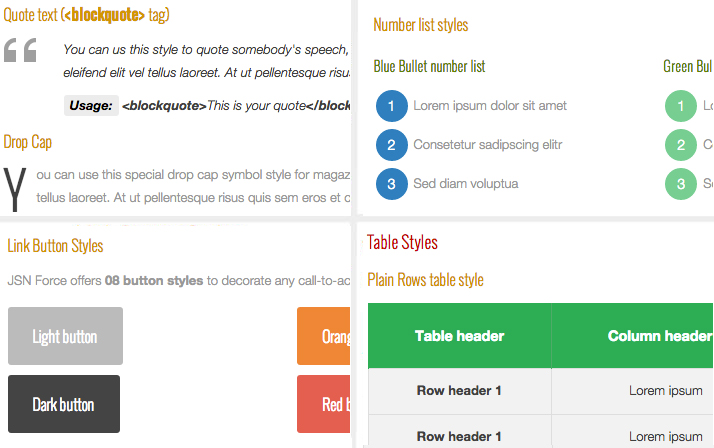 Quote text (<blockquote> tag)
You can us this style to quote somebody's speech,
eleifend elit vel tellus laoreet. At ut pellentesque risu
Usage: <blockquote>This is your quote</block
Drop Cap
You can use this special drop cap symbol style for magaz
tellus laoreet. At ut pellentesque risus quis sem eros et c
Number list styles
Blue Bullet number list
1 Lorem ipsum dolor sit amet
2 Consetetur sadipscing elitr
3 Sed diam voluptua
Green Bul
1 Lo
2 C
3 Se
Link Button Styles
JSN Force offers 08 button styles to decorate any call-to-ac
Light button
Orang
Dark button
Red b
Table Styles
Plain Rows table style
Table header Column header
Row header 1 Lorem ipsum
Row header 1 Lorem ipsum